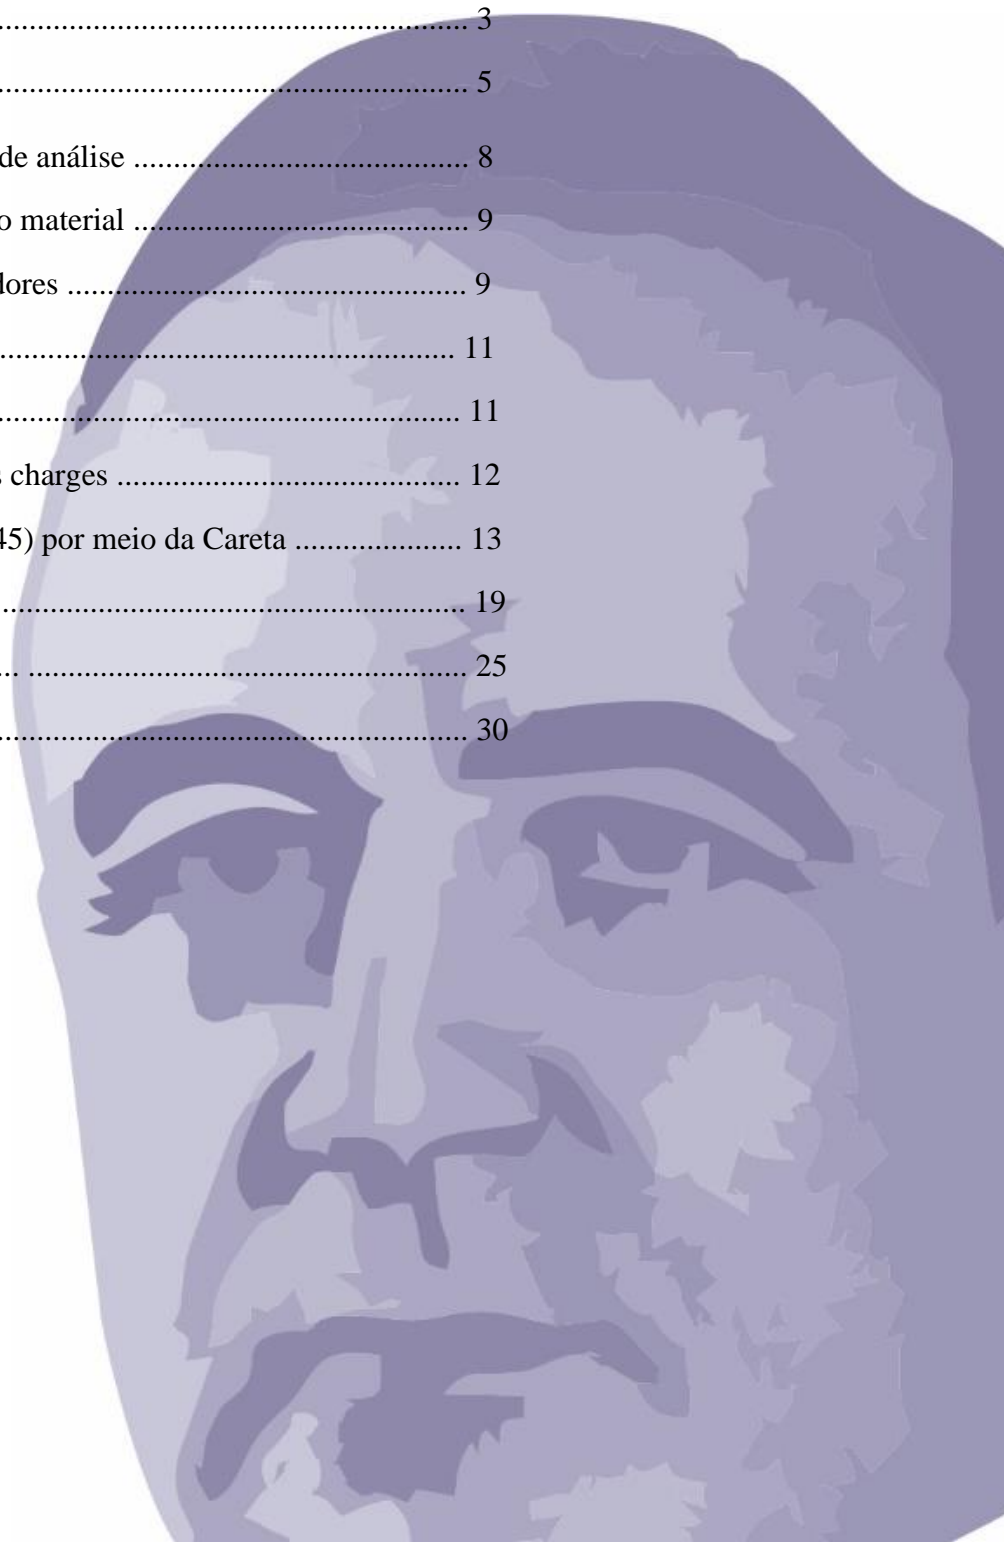 ................................................................ 3
................................................................ 5
de análise .......................................... 8
o material .......................................... 9
dores .................................................. 9
.......................................................... 11
.......................................................... 11
s charges ........................................... 12
45) por meio da Careta ..................... 13
.......................................................... 19
... ....................................................... 25
.......................................................... 30